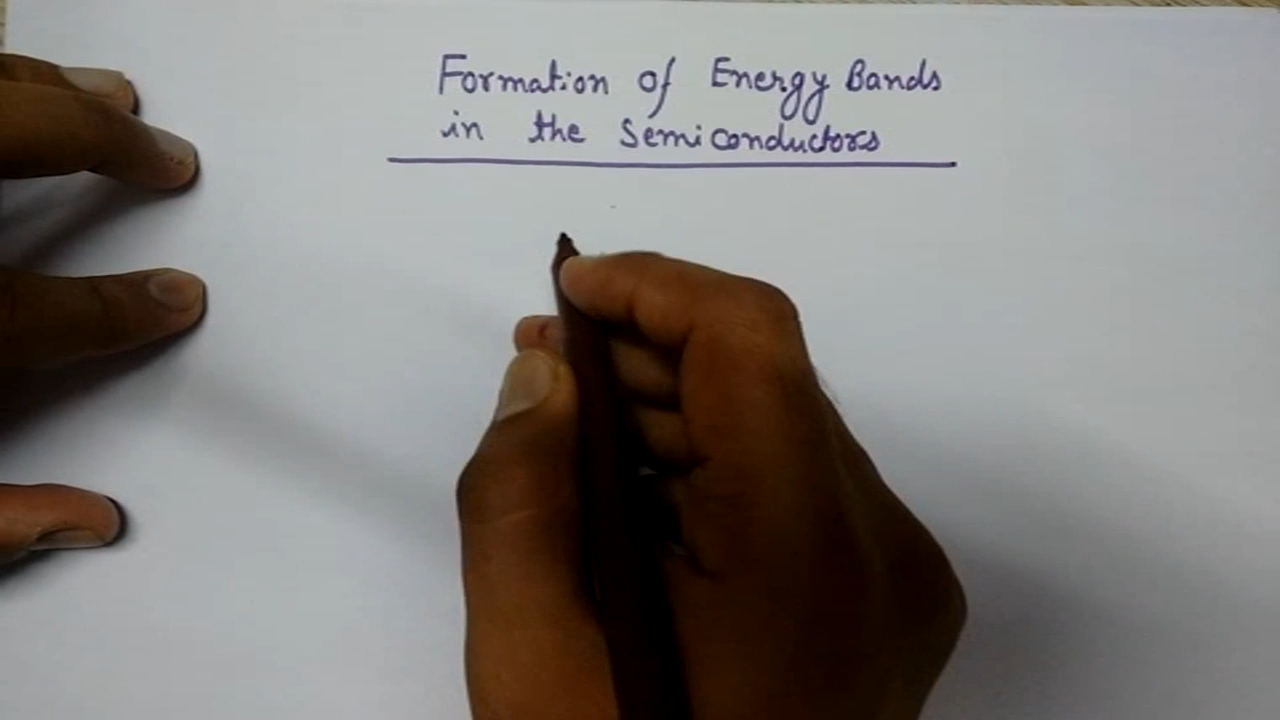 Formation of Energy Bands
in the Semiconductors